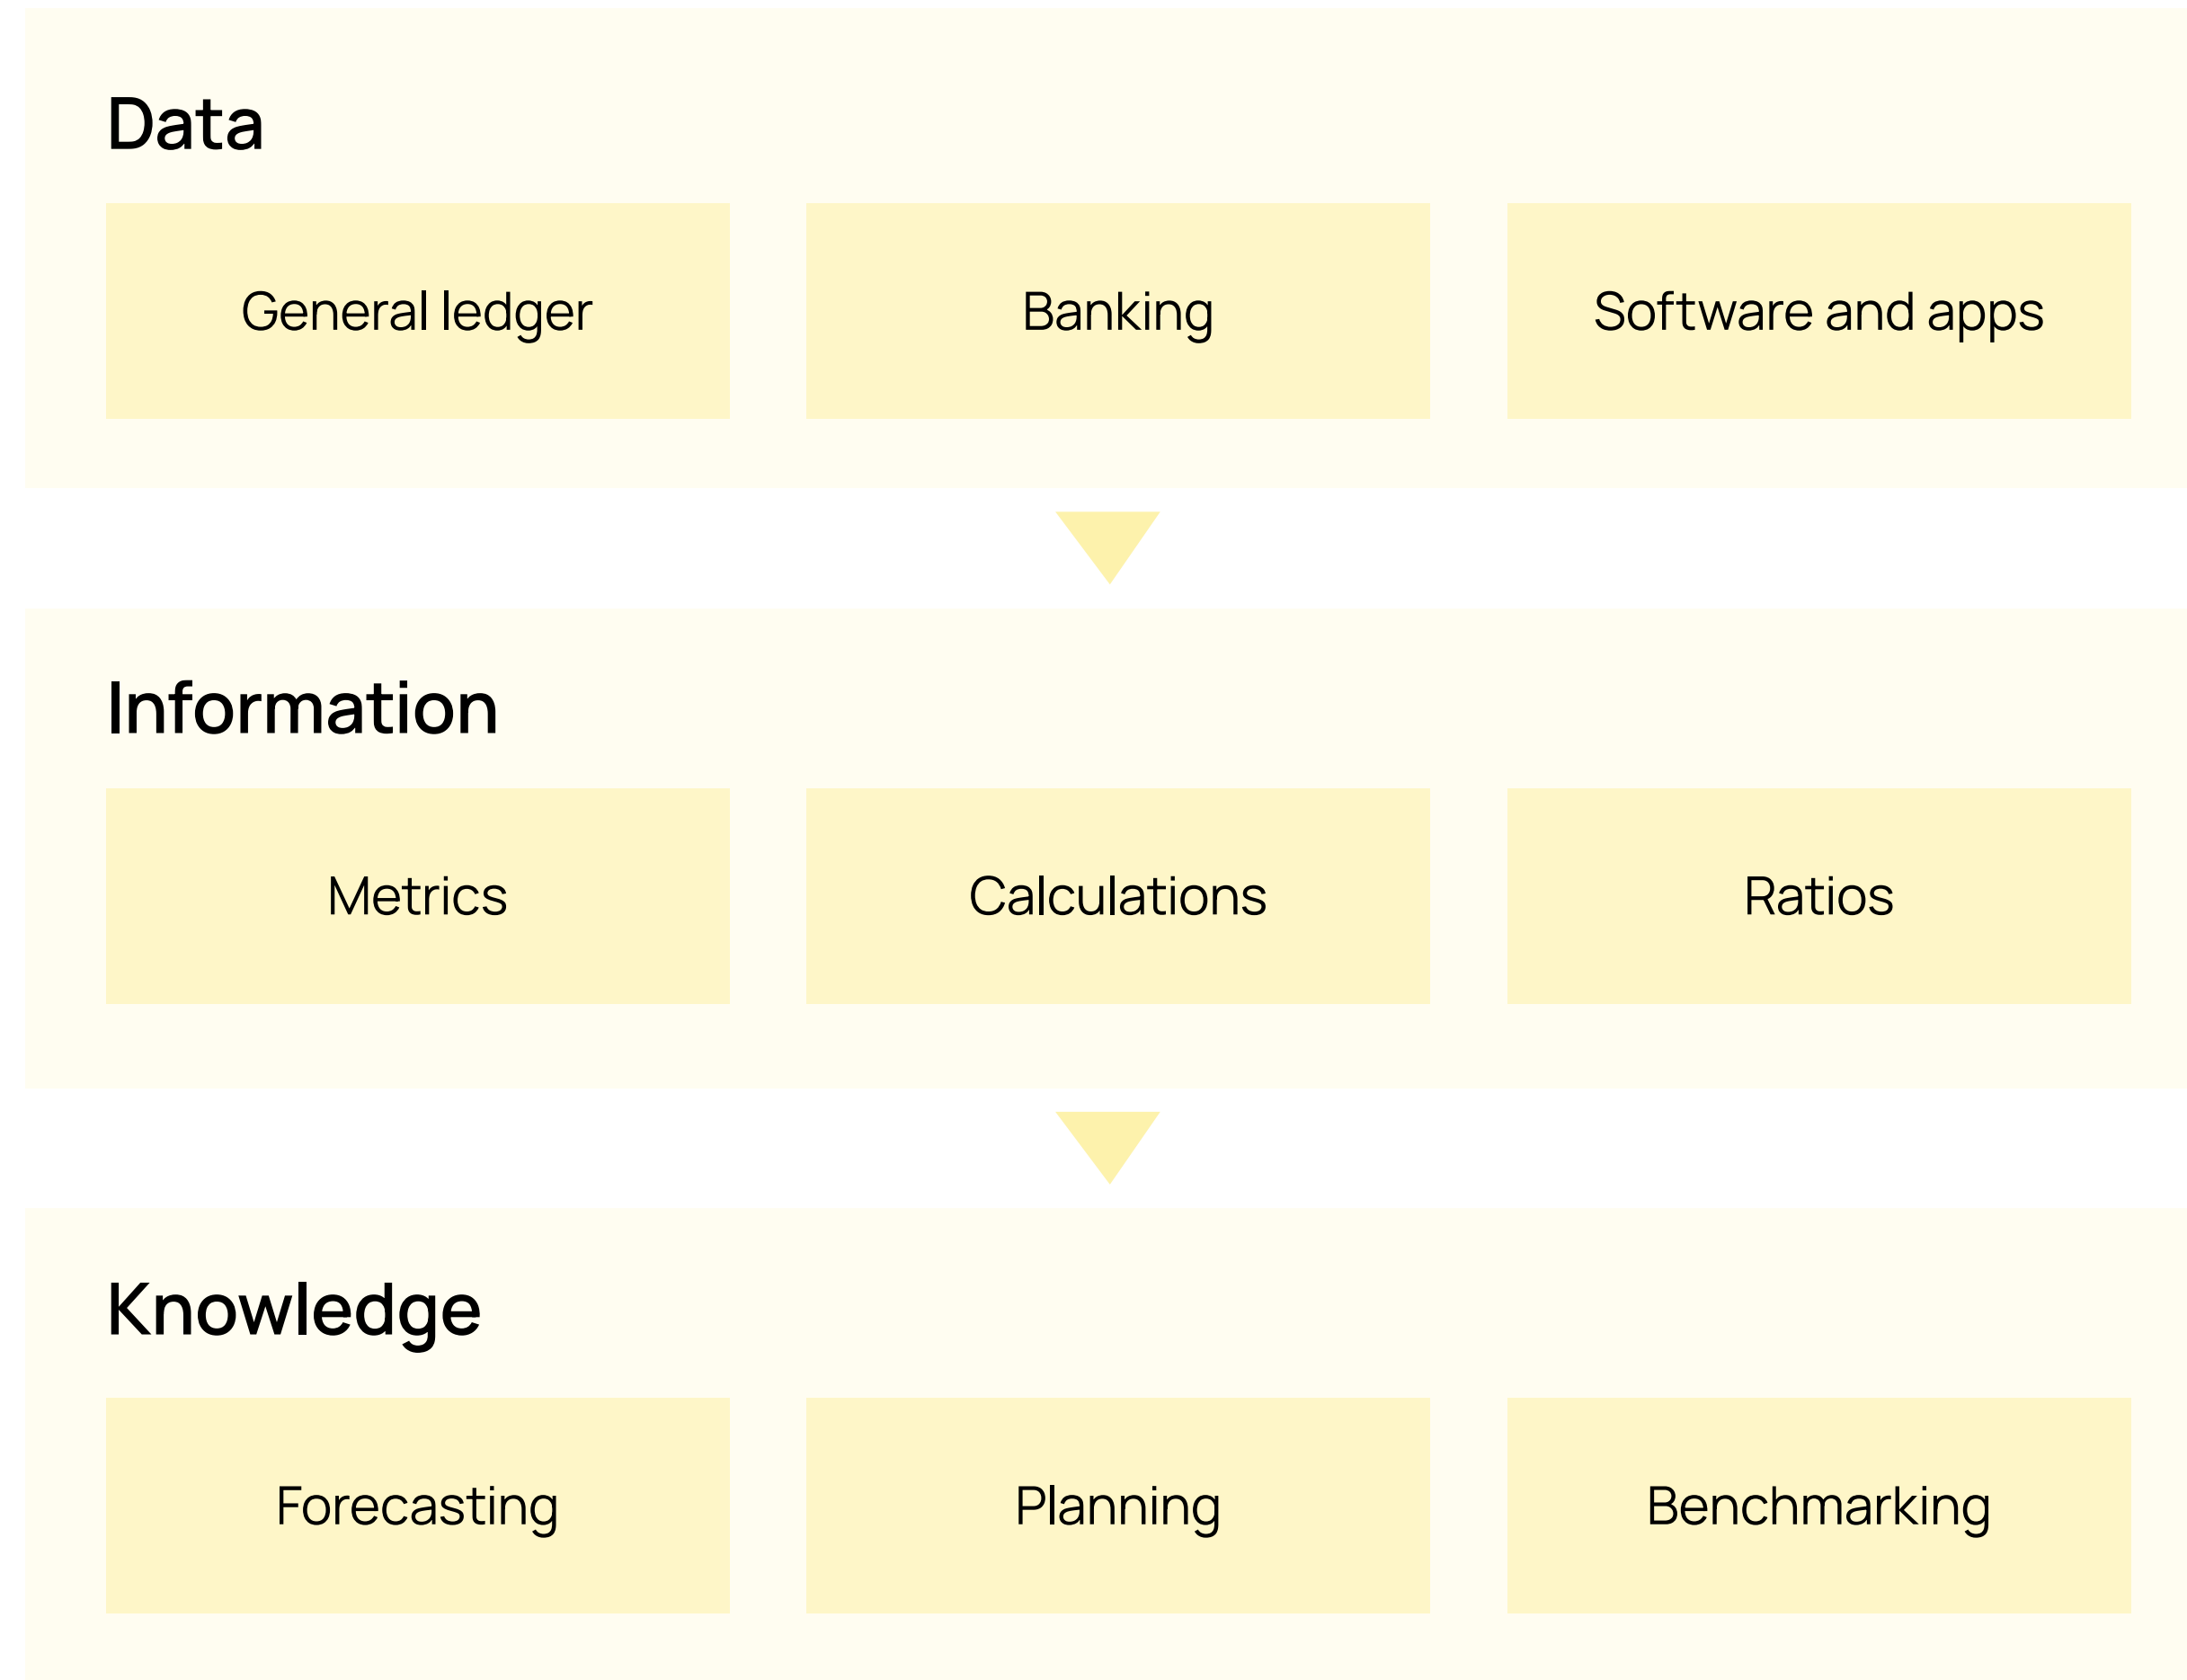 Data
General ledger
Banking
Software and apps
Information
Metrics
Calculations
Ratios
Knowledge
Forecasting
Planning
Benchmarking